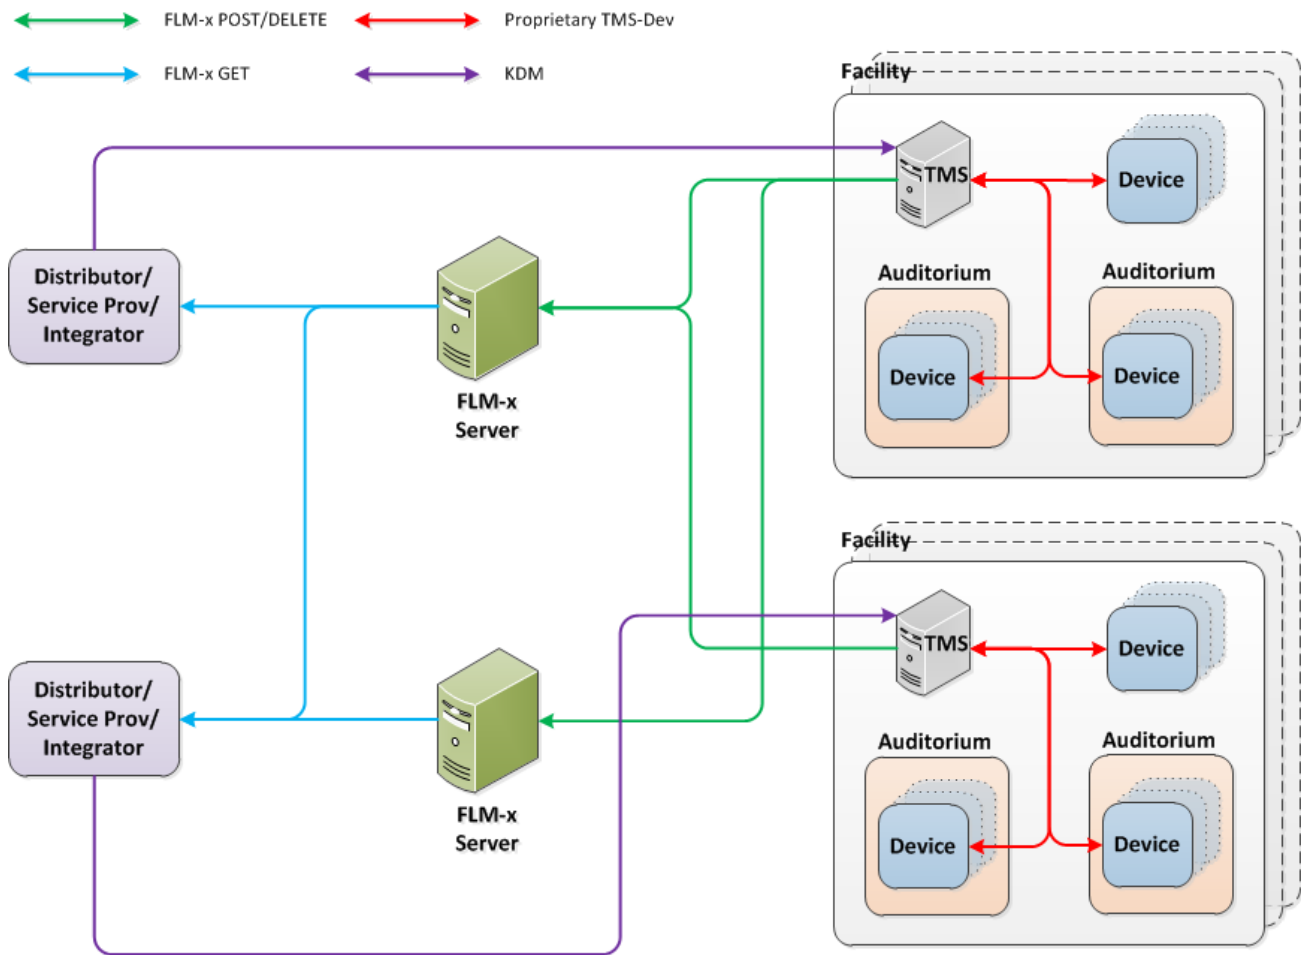 FLM-x POST/DELETE
Proprietary TMS-Dev
FLM-x GET
KDM
Facility
TMS
Device
Auditorium
Auditorium
Device
Device
Distributor/
Service Prov/
Integrator
FLM-x
Server
Facility
TMS
Device
Auditorium
Auditorium
Device
Device
Distributor/
Service Prov/
Integrator
FLM-x
Server